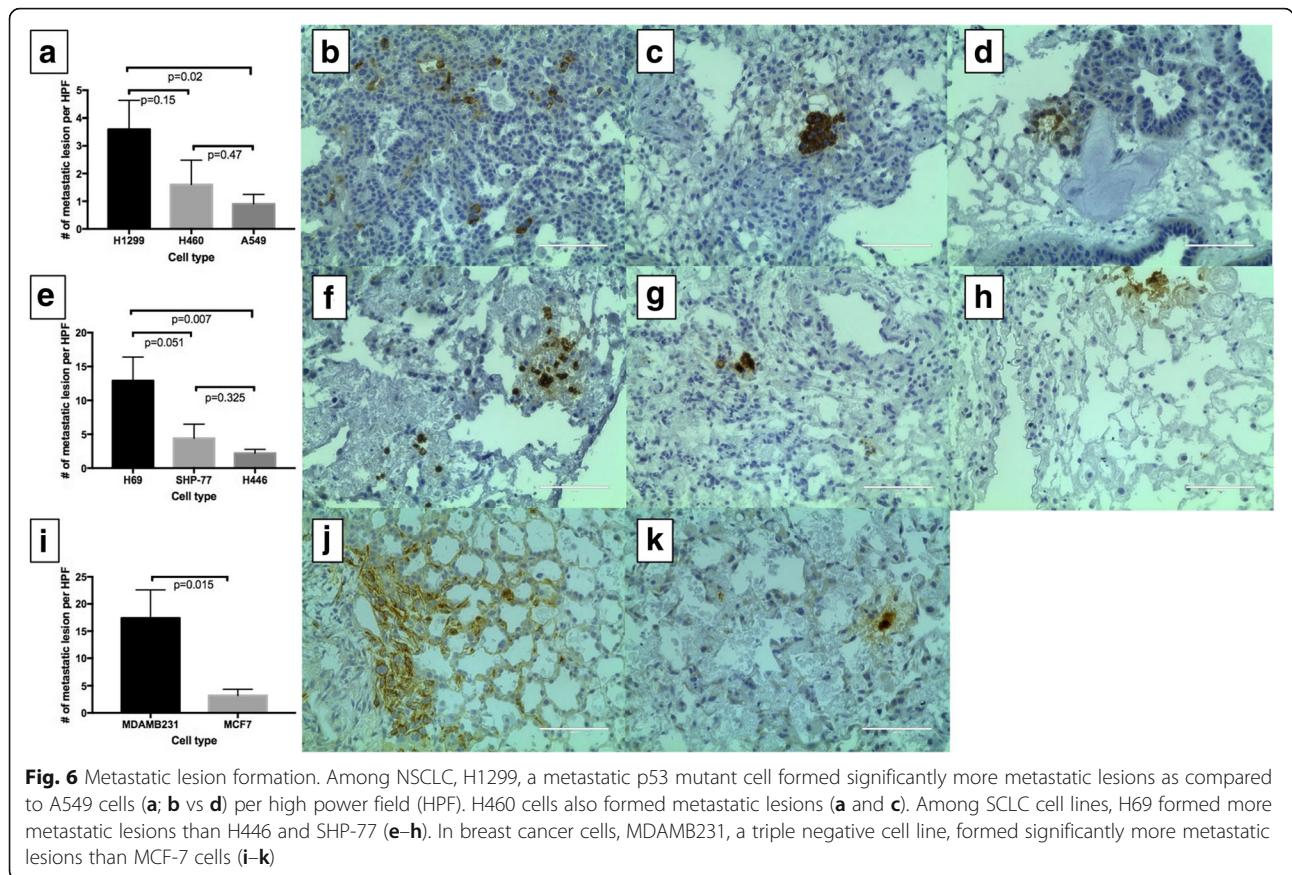 a
b
c
d
p=0.02
p=0.15
p=0.47
# of metastatic lesion per HPF
5
4
3
2
1
0
H1299 H460 A549
Cell type
e
f
g
h
p=0.007
p=0.051
p=0.325
# of metastatic lesion per HPF
20
15
10
5
0
H69 SHP-77 H446
Cell type
i
j
k
p=0.015
# of metastatic lesion per HPF
25
20
15
10
5
0
MDAMB231 MCF7
Cell type
Fig. 6 Metastatic lesion formation. Among NSCLC, H1299, a metastatic p53 mutant cell formed significantly more metastatic lesions as compared
to A549 cells (a; b vs d) per high power field (HPF). H460 cells also formed metastatic lesions (a and c). Among SCLC cell lines, H69 formed more
metastatic lesions than H446 and SHP-77 (e–h). In breast cancer cells, MDAMB231, a triple negative cell line, formed significantly more metastatic
lesions than MCF-7 cells (i–k)